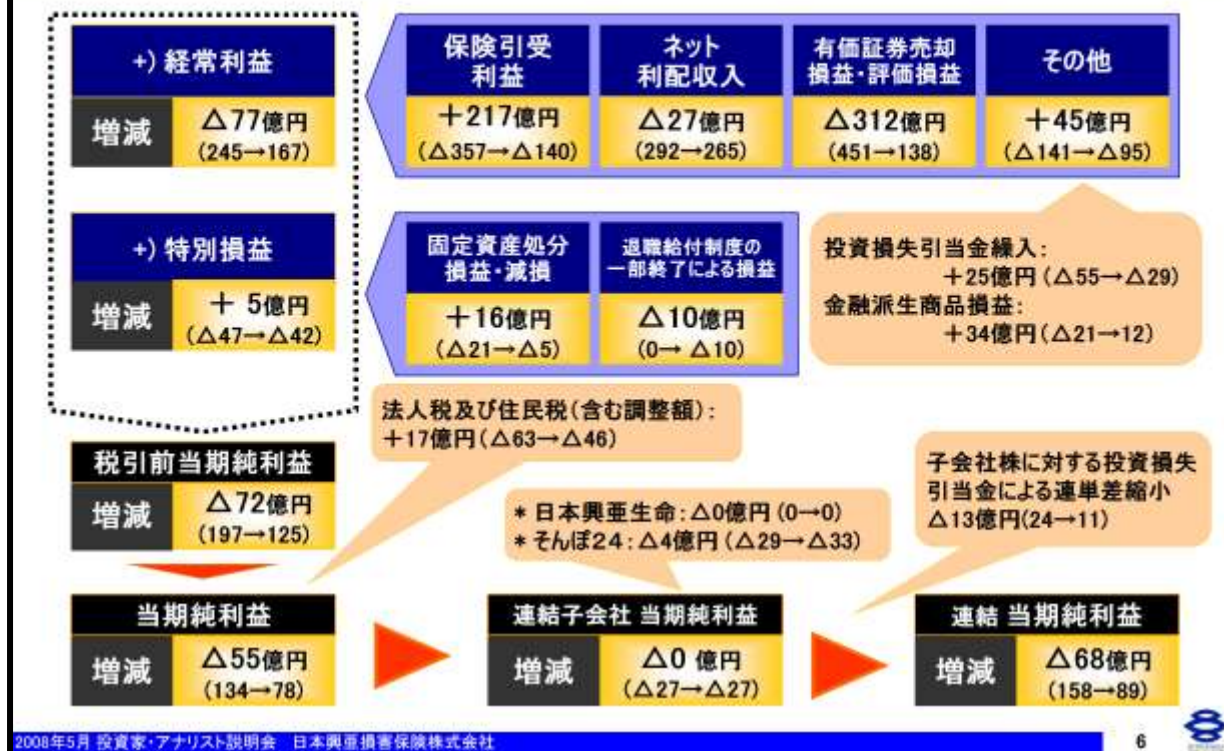 +) 経常利益
増減
△77億円
(245→167)
保険引受
利益
+217億円
(△357→△140)
ネット
利配収入
△27億円
(292→265)
有価証券売却
損益・評価損益
△312億円
(451→138)
その他
+45億円
(△141→△95)
+) 特別損益
増減
+ 5億円
(△47→△42)
固定資産処分
損益・減損
+16億円
(△21→△5)
退職給付制度の
一部終了による損益
△10億円
(0→ △10)
投資損失引当金繰入:
+25億円(△55→△29)
金融派生商品損益:
+34億円(△21→12)
法人税及び住民税(含む調整額):
+17億円(△63→△46)
税引前当期純利益
増減
△72億円
(197→125)
* 日本興亜生命:△0億円(0→0)
* そんぽ24:△4億円(△29→△33)
子会社株に対する投資損失
引当金による連単差縮小
△13億円(24→11)
当期純利益
増減
△55億円
(134→78)
連結子会社 当期純利益
増減
△0 億円
(△27→△27)
連結 当期純利益
増減
△68億円
(158→89)
2008年5月 投資家・アナリスト説明会 日本興亜損害保険株式会社
6